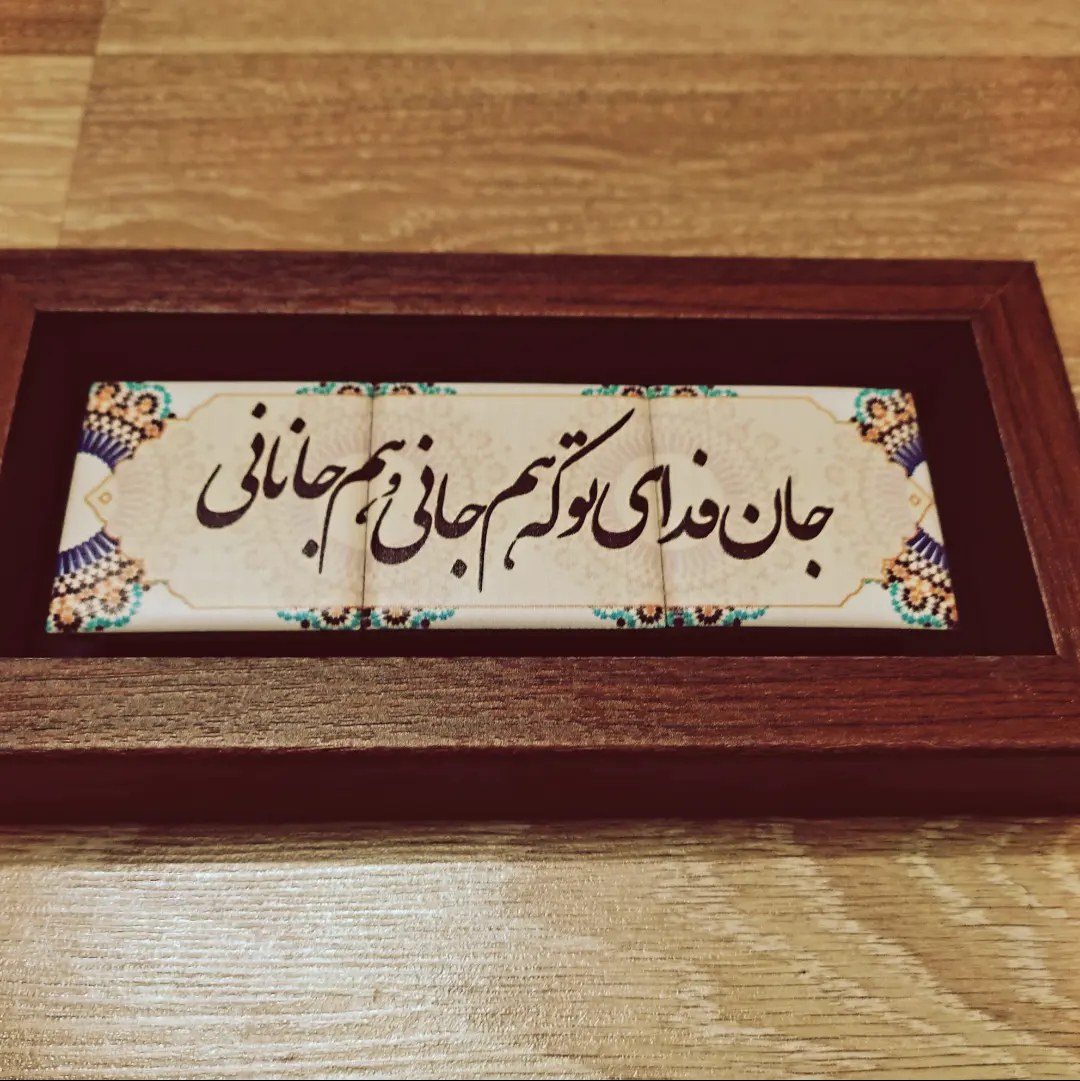 جان فدای تو که هم جانی و هم جانانی